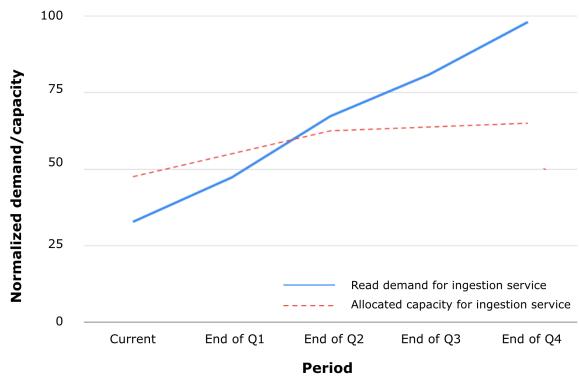 100
75
50
25
0
Normalized demand/capacity
Read demand for ingestion service
Allocated capacity for ingestion service
Current
End of Q1
End of Q2
End of Q3
End of Q4
Period